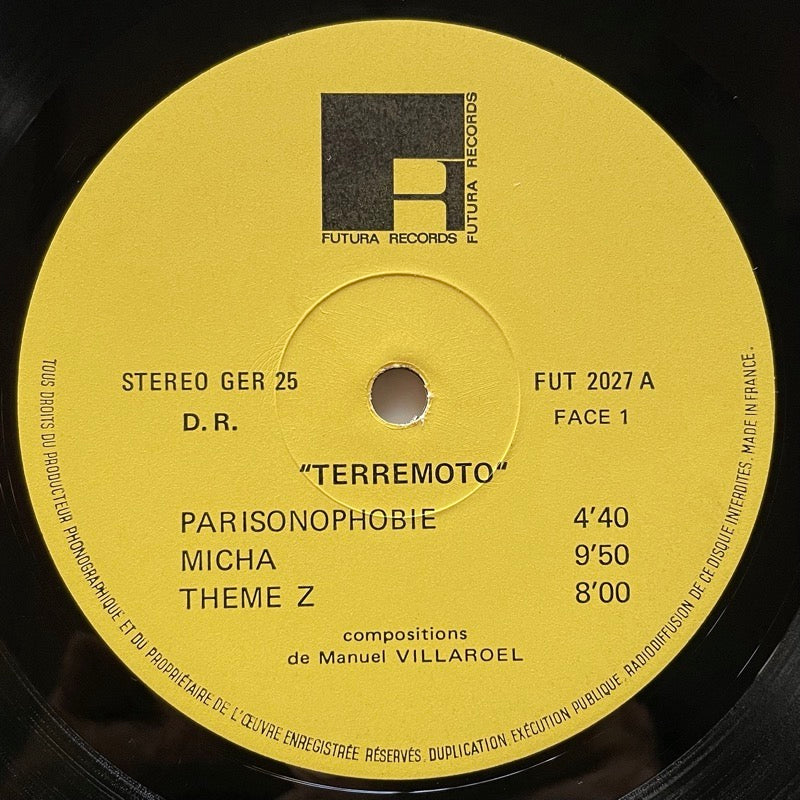 FUTURA RECORDS
FUTURA RECORDS
STEREO GER 25
FUT 2027 A
D. R.
FACE 1
"TERREMOTO"
PARISONOPHOBIE 4'40
MICHA 9'50
THEME Z 8'00
compositions
de Manuel VILLAROEL
TOUS DROITS DU PRODUCTEUR PHONOGRAPHIQUE ET DU PROPRIÉTAIRE DE L'ŒUVRE ENREGISTRÉE RÉSERVÉS. DUPLICATION EXÉCUTION PUBLIQUE, RADIODIFFUSION DE CE DISQUE INTERDITES. MADE IN FRANCE.